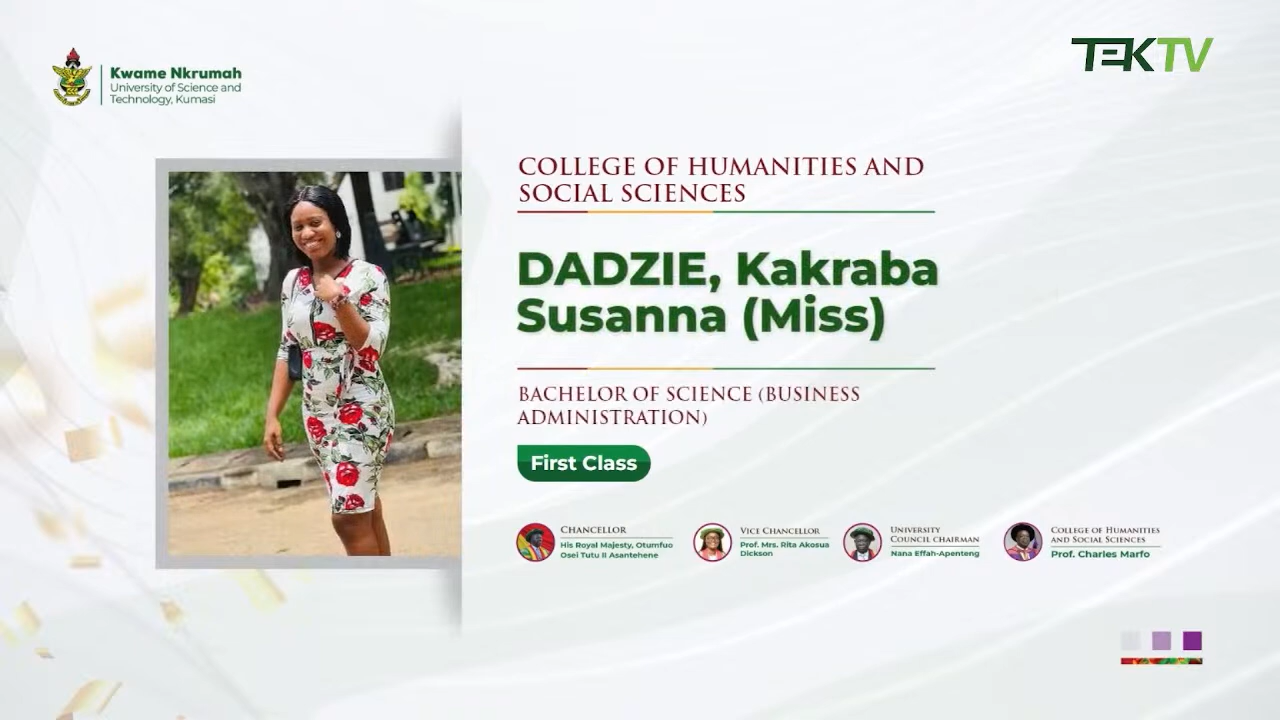 Kwame Nkrumah
University of Science and
Technology, Kumasi
TEKTV
COLLEGE OF HUMANITIES AND
SOCIAL SCIENCES
DADZIE, Kakraba
Susanna (Miss)
BACHELOR OF SCIENCE (BUSINESS
ADMINISTRATION)
First Class
CHANCELLOR
His Royal Majesty, Otumfuo
Osei Tutu II Asantehene
VICE CHANCELLOR
Prof. Mrs. Rita Akosua
Dickson
UNIVERSITY
COUNCIL CHAIRMAN
Nana Effah-Apenteng
COLLEGE OF HUMANITIES
AND SOCIAL SCIENCES
Prof. Charles Marfo